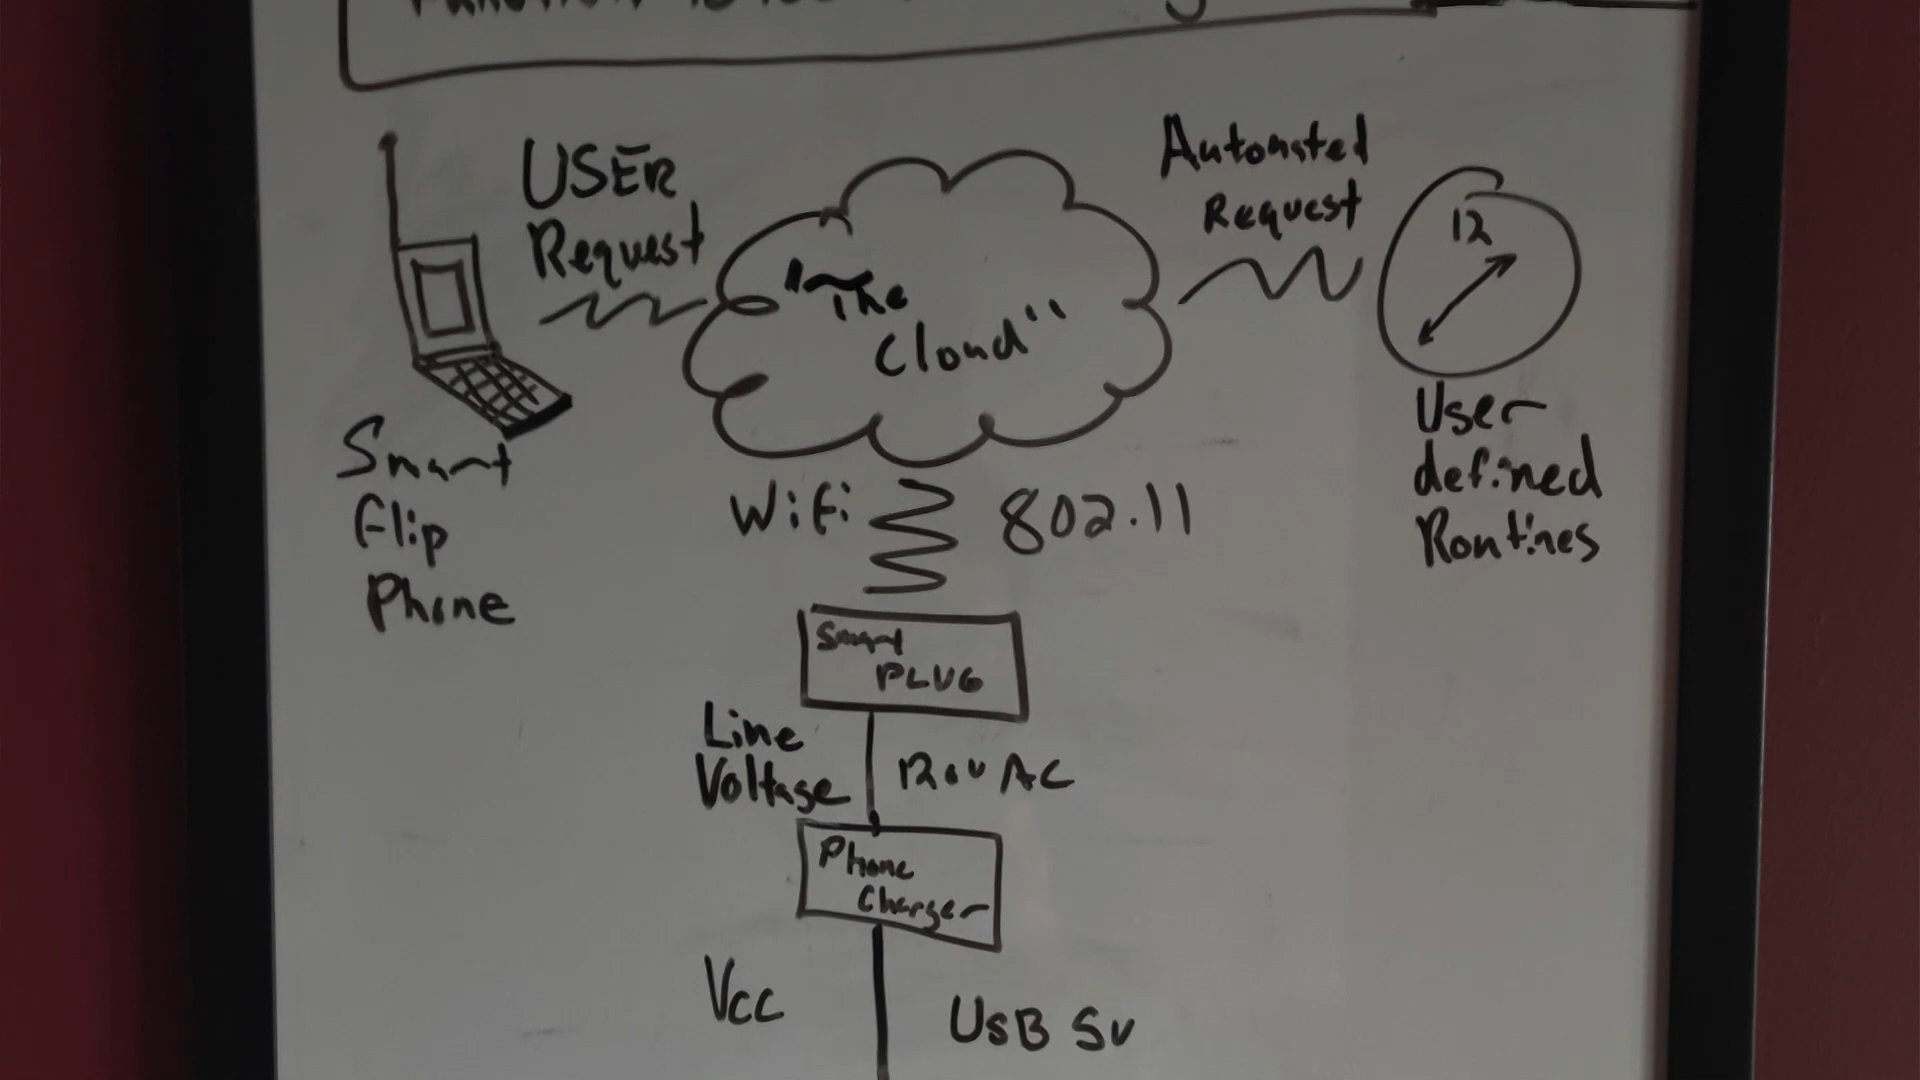 USER
Request
Automated
Request
12
"The
Cloud"
Smart
Flip
Phone
User
defined
Routines
Wifi
802.11
Smart
PLUG
Line
Voltage
120v AC
Phone
Charger
Vcc
USB 5v